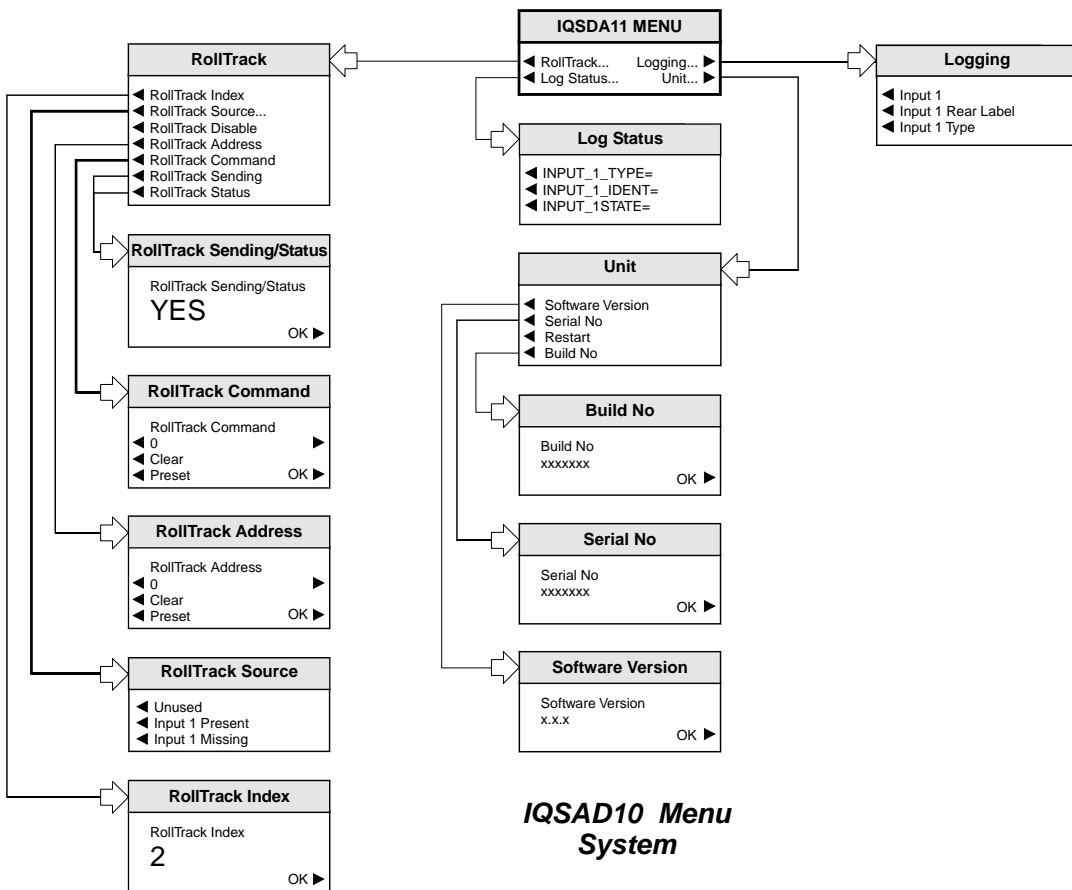 IQSDA11 MENU
RollTrack... Logging...
Log Status... Unit...
RollTrack
RollTrack Index
RollTrack Source...
RollTrack Disable
RollTrack Address
RollTrack Command
RollTrack Sending
RollTrack Status
Logging
Input 1
Input 1 Rear Label
Input 1 Type
Log Status
INPUT_1_TYPE=
INPUT_1_IDENT=
INPUT_1STATE=
RollTrack Sending/Status
RollTrack Sending/Status
YES
OK
Unit
Software Version
Serial No
Restart
Build No
RollTrack Command
RollTrack Command
0
Clear
Preset OK
Build No
Build No
xxxxxxx
OK
RollTrack Address
RollTrack Address
0
Clear
Preset OK
Serial No
Serial No
xxxxxxx
OK
RollTrack Source
Unused
Input 1 Present
Input 1 Missing
Software Version
Software Version
x.x.x
OK
RollTrack Index
RollTrack Index
2
OK
IQSAD10 Menu
System